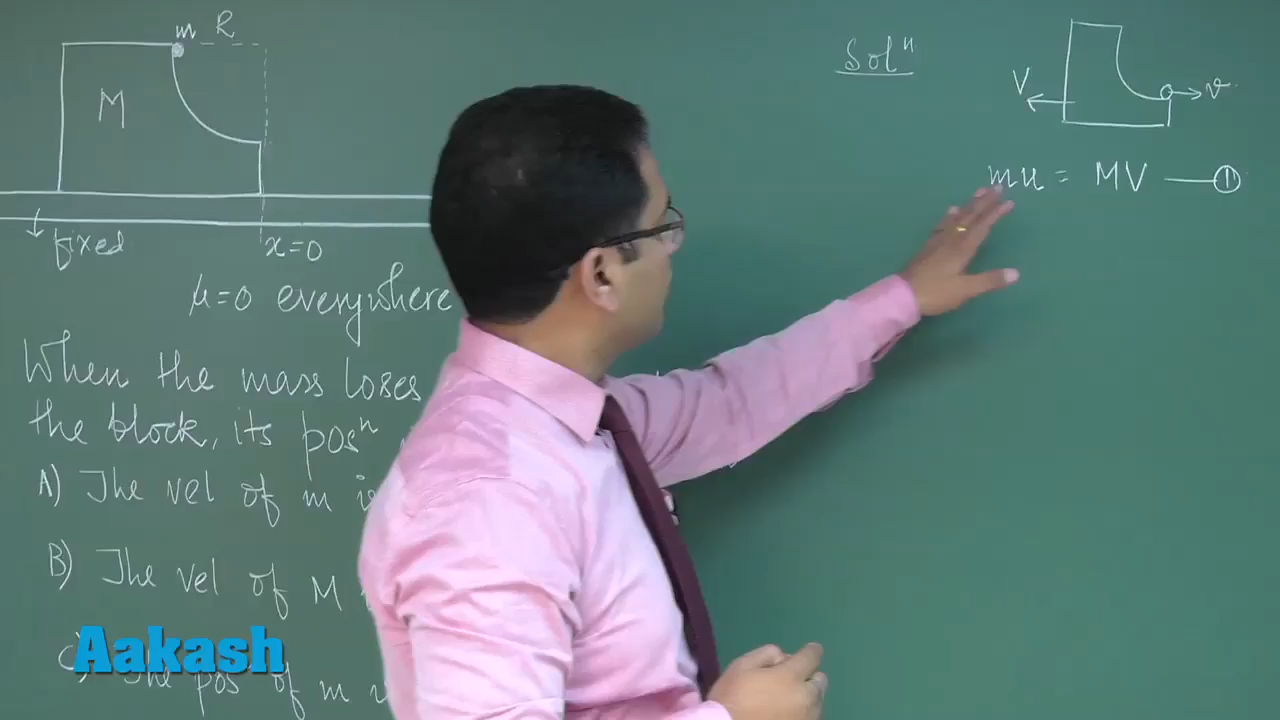 m R
M
fixed x=0
μ=0 everywhere
When the mass loses
the block, its posⁿ
A) The vel of m is
B) The vel of M
The pos of m
Aakash
Solⁿ
V v
mu = MV — ①